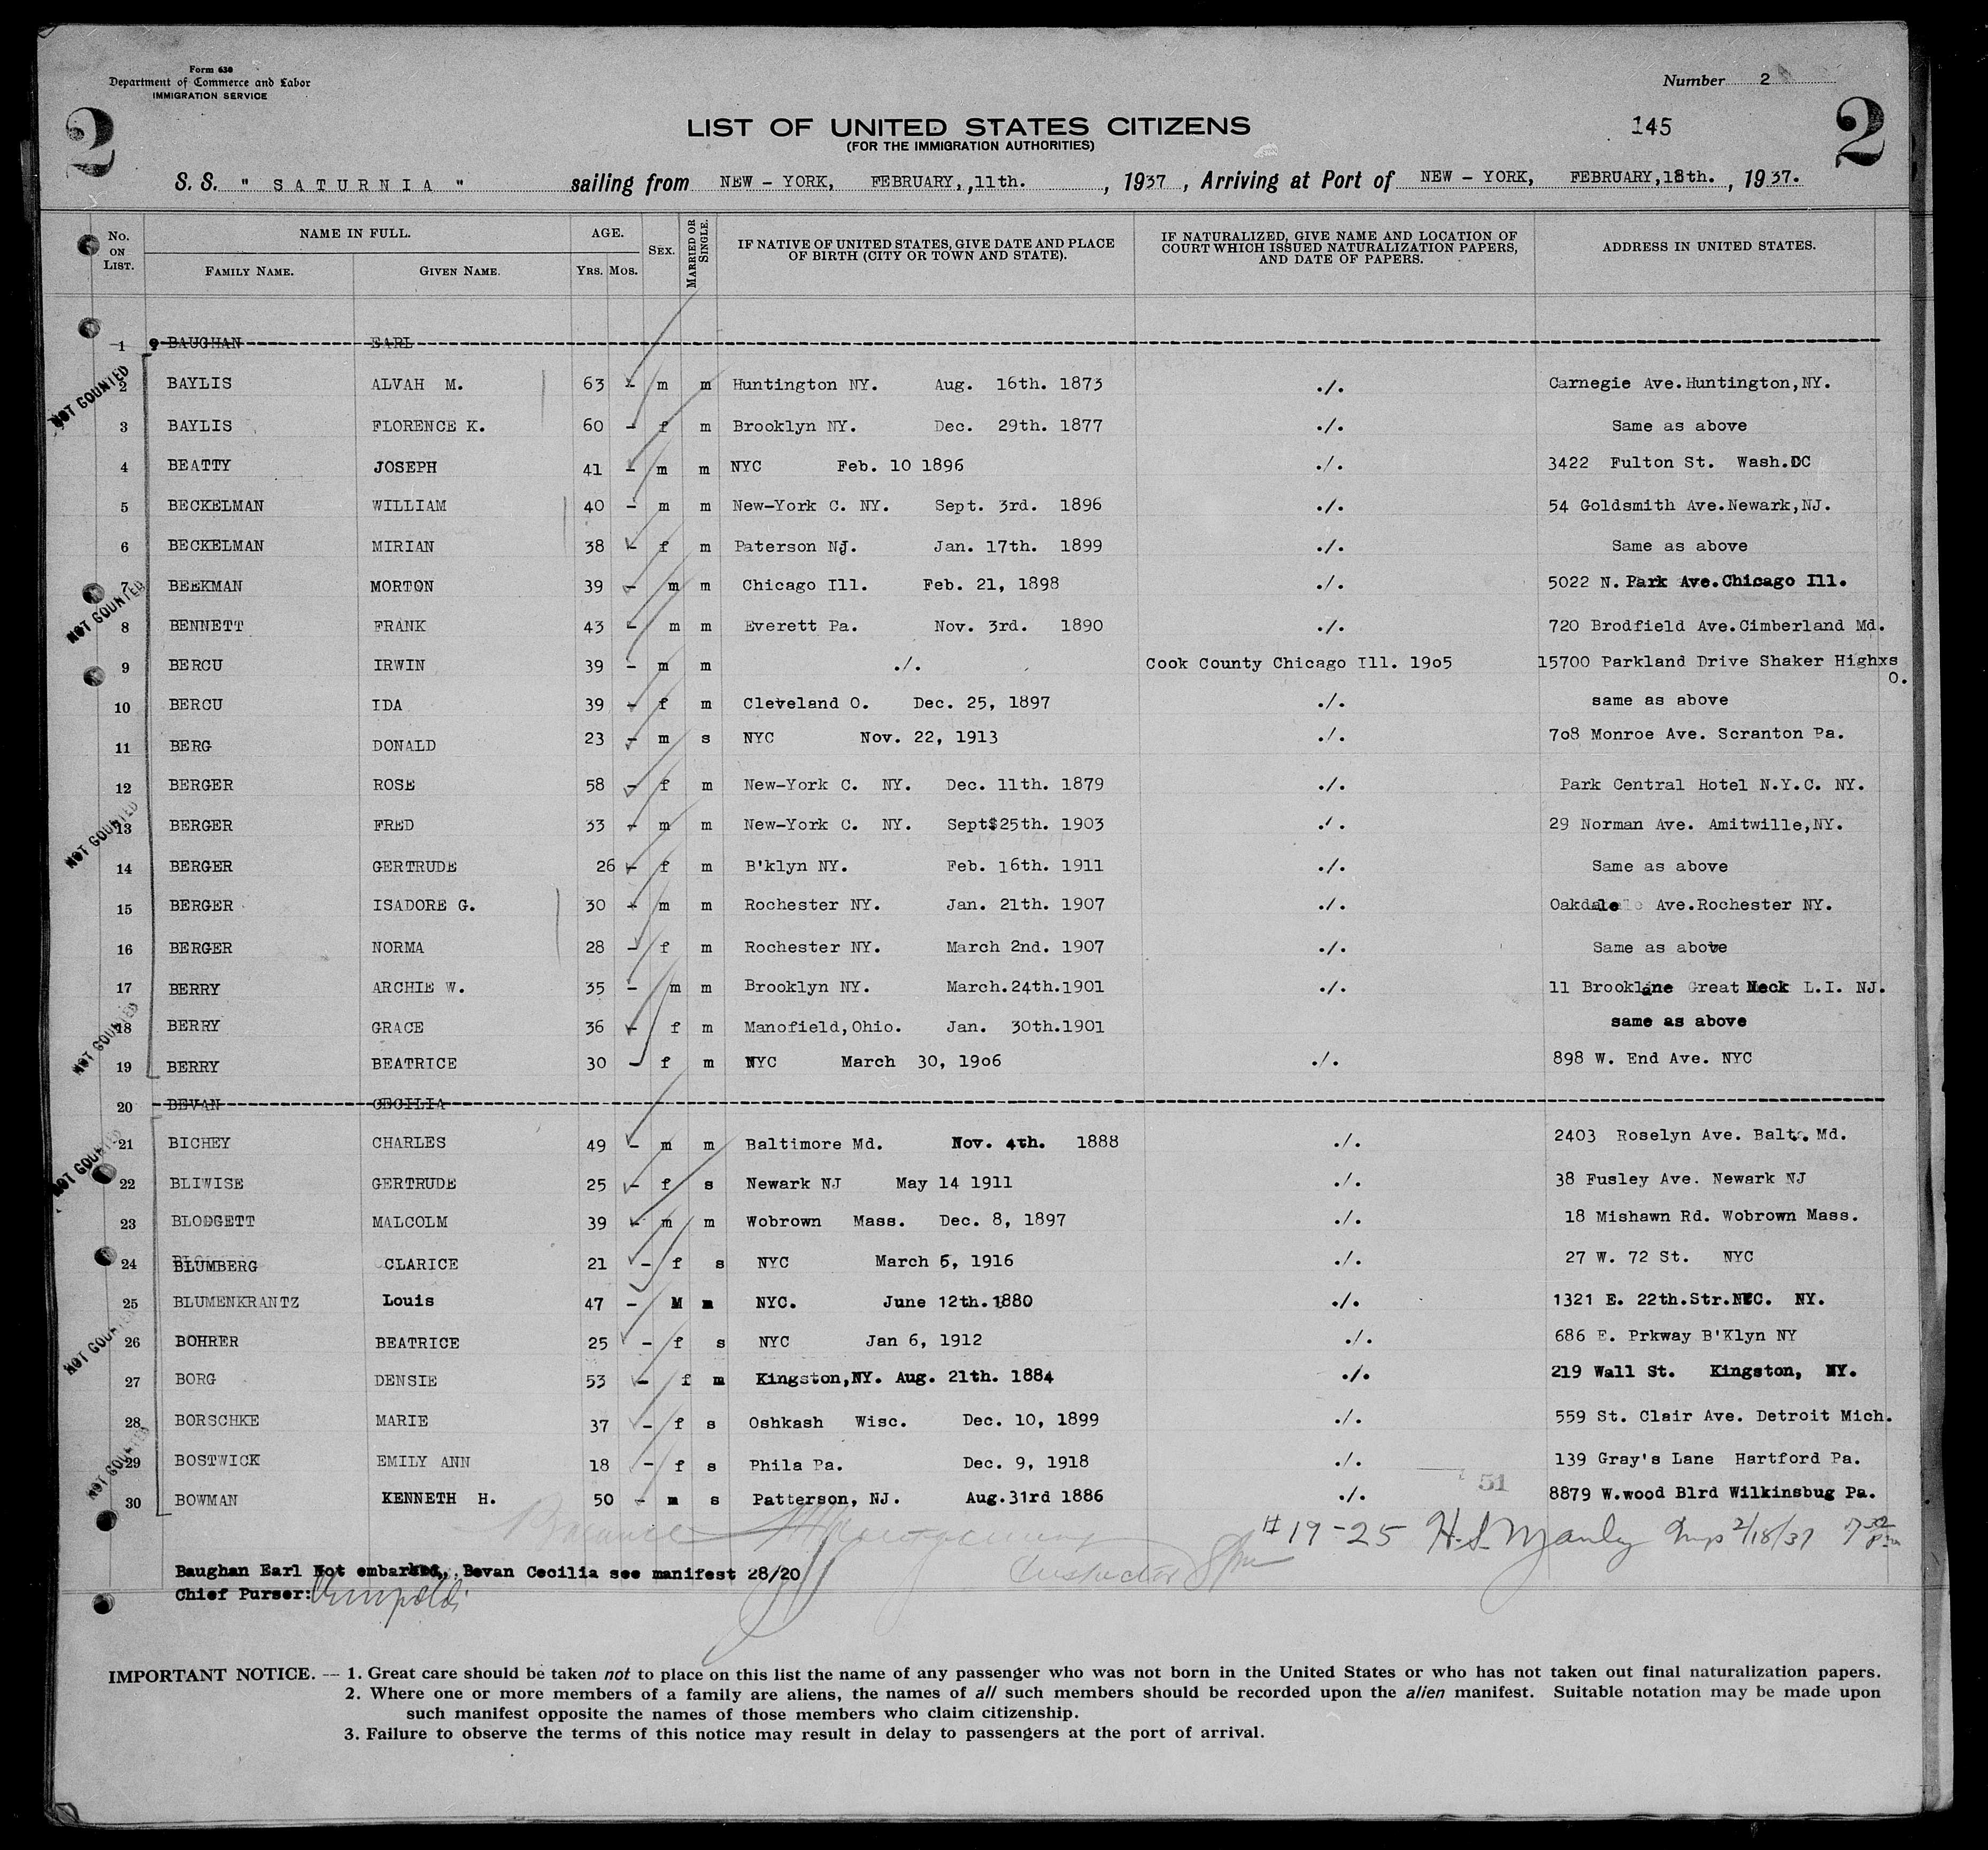 Form 630
Department of Commerce and Labor
IMMIGRATION SERVICE
Number 2
2
2
LIST OF UNITED STATES CITIZENS
145
(FOR THE IMMIGRATION AUTHORITIES)
S. S. " SATURNIA " sailing from NEW - YORK, FEBRUARY,,11th. , 1937 , Arriving at Port of NEW - YORK, FEBRUARY,18th. , 1937.
No. ON LIST. NAME IN FULL. FAMILY NAME. GIVEN NAME. AGE. YRS. MOS. SEX. MARRIED OR SINGLE. IF NATIVE OF UNITED STATES, GIVE DATE AND PLACE OF BIRTH (CITY OR TOWN AND STATE). IF NATURALIZED, GIVE NAME AND LOCATION OF COURT WHICH ISSUED NATURALIZATION PAPERS, AND DATE OF PAPERS. ADDRESS IN UNITED STATES.
1 BAUGHAN EARL
NOT COUNTED
2 BAYLIS ALVAH M. 63 - m m Huntington NY. Aug. 16th. 1873 ./. Carnegie Ave.Huntington,NY.
3 BAYLIS FLORENCE K. 60 - f m Brooklyn NY. Dec. 29th. 1877 ./. Same as above
4 BEATTY JOSEPH 41 - m m NYC Feb. 10 1896 ./. 3422 Fulton St. Wash.DC
5 BECKELMAN WILLIAM 40 - m m New-York C. NY. Sept. 3rd. 1896 ./. 54 Goldsmith Ave.Newark,NJ.
6 BECKELMAN MIRIAN 38 - f m Paterson NJ. Jan. 17th. 1899 ./. Same as above
7 BEEKMAN MORTON 39 - m m Chicago Ill. Feb. 21, 1898 ./. 5022 N. Park Ave.Chicago Ill.
NOT COUNTED
8 BENNETT FRANK 43 - m m Everett Pa. Nov. 3rd. 1890 ./. 720 Brodfield Ave.Cimberland Md.
9 BERCU IRWIN 39 - m m ./. Cook County Chicago Ill. 19o5 15700 Parkland Drive Shaker Highxs O.
10 BERCU IDA 39 - f m Cleveland O. Dec. 25, 1897 ./. same as above
11 BERG DONALD 23 - m s NYC Nov. 22, 1913 ./. 7o8 Monroe Ave. Scranton Pa.
12 BERGER ROSE 58 - f m New-York C. NY. Dec. 11th. 1879 ./. Park Central Hotel N.Y.C. NY.
NOT COUNTED
13 BERGER FRED 33 - m m New-York C. NY. Sept$25th. 1903 ./. 29 Norman Ave. Amitwille,NY.
14 BERGER GERTRUDE 26 - f m B'klyn NY. Feb. 16th. 1911 ./. Same as above
15 BERGER ISADORE G. 30 - m m Rochester NY. Jan. 21th. 1907 ./. Oakdale Ave.Rochester NY.
16 BERGER NORMA 28 - f m Rochester NY. March 2nd. 1907 ./. Same as above
17 BERRY ARCHIE W. 35 - m m Brooklyn NY. March.24th.1901 ./. 11 Brooklane Great Neck L.I. NJ.
NOT COUNTED
18 BERRY GRACE 36 - f m Manofield,Ohio. Jan. 30th.1901 same as above
19 BERRY BEATRICE 30 - f m NYC March 30, 19o6 ./. 898 W. End Ave. NYC
20 BEVAN CECILIA
NOT COUNTED
21 BICHEY CHARLES 49 - m m Baltimore Md. Nov. 4th. 1888 ./. 2403 Roselyn Ave. Balt. Md.
22 BLIWISE GERTRUDE 25 - f s Newark NJ May 14 1911 ./. 38 Fusley Ave. Newark NJ
23 BLODGETT MALCOLM 39 - m m Wobrown Mass. Dec. 8, 1897 ./. 18 Mishawn Rd. Wobrown Mass.
24 BLUMBERG CLARICE 21 - f s NYC March 6, 1916 ./. 27 W. 72 St. NYC
25 BLUMENKRANTZ Louis 47 - M m NYC. June 12th.1880 ./. 1321 E. 22th.Str.NYC. NY.
NOT COUNTED
26 BOHRER BEATRICE 25 - f s NYC Jan 6, 1912 ./. 686 E. Prkway B'Klyn NY
27 BORG DENSIE 53 - f m Kingston,NY. Aug. 21th. 1884 ./. 219 Wall St. Kingston, NY.
28 BORSCHKE MARIE 37 - f s Oshkash Wisc. Dec. 10, 1899 ./. 559 St. Clair Ave. Detroit Mich.
NOT COUNTED
29 BOSTWICK EMILY ANN 18 - f s Phila Pa. Dec. 9, 1918 ./. 139 Gray's Lane Hartford Pa.
51
30 BOWMAN KENNETH H. 50 - m s Patterson, NJ. Aug.31rd 1886 ./. 8879 W.wood Blrd Wilkinsbug Pa.
# 19-25 H.S. Manly Insp 2/18/37 7 32 pm
Montgomery
Inspector
Baughan Earl Not embarked,. Bevan Cecilia see manifest 28/20
Chief Purser:
IMPORTANT NOTICE. — 1. Great care should be taken not to place on this list the name of any passenger who was not born in the United States or who has not taken out final naturalization papers.
2. Where one or more members of a family are aliens, the names of all such members should be recorded upon the alien manifest. Suitable notation may be made upon
such manifest opposite the names of those members who claim citizenship.
3. Failure to observe the terms of this notice may result in delay to passengers at the port of arrival.